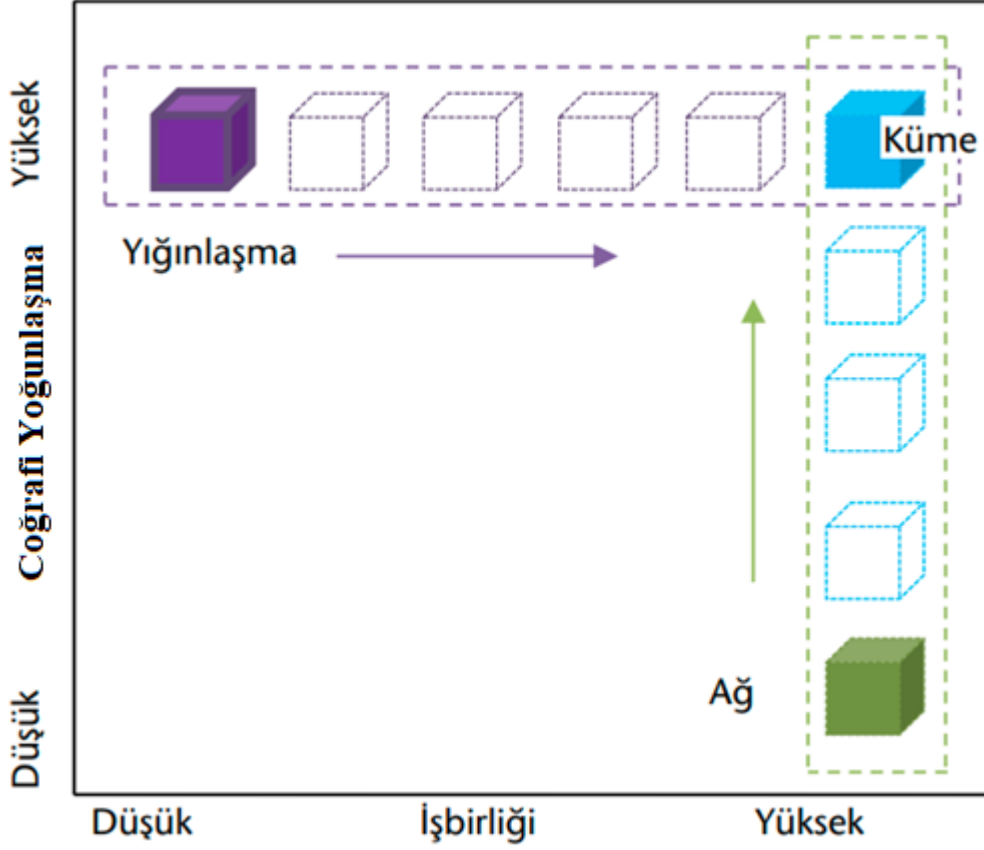 Yüksek
Küme
Yığınlaşma
Coğrafi Yoğunlaşma
Ağ
Düşük
Düşük
İşbirliği
Yüksek